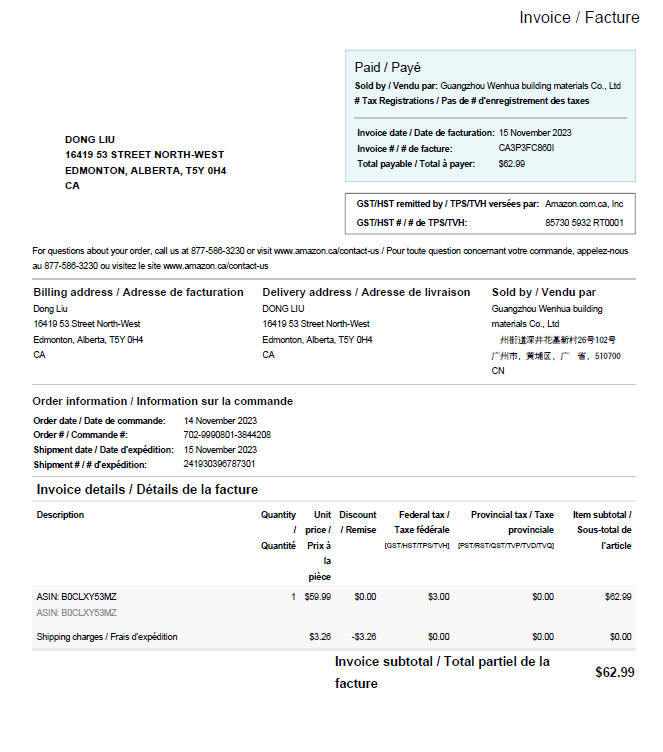 Invoice / Facture
Paid / Payé
Sold by / Vendu par: Guangzhou Wenhua building materials Co., Ltd
# Tax Registrations / Pas de # d'enregistrement des taxes
Invoice date / Date de facturation: 15 November 2023
Invoice # / # de facture: CA3P3FC860I
Total payable / Total à payer: $62.99
DONG LIU
16419 53 STREET NORTH-WEST
EDMONTON, ALBERTA, T5Y 0H4
CA
GST/HST remitted by / TPS/TVH versées par: Amazon.com.ca, Inc
GST/HST # / # de TPS/TVH: 85730 5932 RT0001
For questions about your order, call us at 877-586-3230 or visit www.amazon.ca/contact-us / Pour toute question concernant votre commande, appelez-nous
au 877-586-3230 ou visitez le site www.amazon.ca/contact-us
Billing address / Adresse de facturation
Dong Liu
16419 53 Street North-West
Edmonton, Alberta, T5Y 0H4
CA
Delivery address / Adresse de livraison
DONG LIU
16419 53 Street North-West
Edmonton, Alberta, T5Y 0H4
CA
Sold by / Vendu par
Guangzhou Wenhua building
materials Co., Ltd
州街道深井花基新村26号102号
广州市, 黄埔区, 广 省, 510700
CN
Order information / Information sur la commande
Order date / Date de commande: 14 November 2023
Order # / Commande #: 702-9990801-3844208
Shipment date / Date d'expédition: 15 November 2023
Shipment # / # d'expédition: 241930396787301
Invoice details / Détails de la facture
Description
Quantity
/
Quantité
Unit
price /
Prix à
la
pièce
Discount
/ Remise
Federal tax /
Taxe fédérale
[GST/HST/TPS/TVH]
Provincial tax / Taxe
provinciale
[PST/RST/QST/TVP/TVD/TVQ]
Item subtotal /
Sous-total de
l'article
ASIN: B0CLXY53MZ 1 $59.99 $0.00 $3.00 $0.00 $62.99
ASIN: B0CLXY53MZ
Shipping charges / Frais d'expédition $3.26 -$3.26 $0.00 $0.00 $0.00
Invoice subtotal / Total partiel de la
facture
$62.99